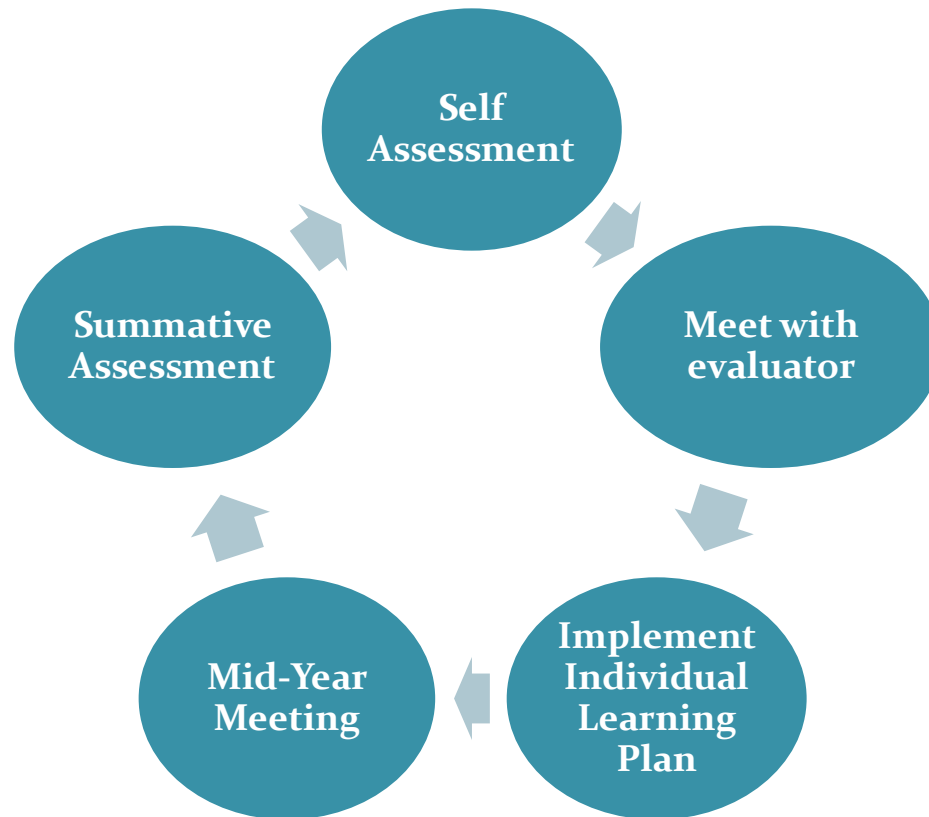 Self
Assessment
Meet with
evaluator
Implement
Individual
Learning
Plan
Mid-Year
Meeting
Summative
Assessment